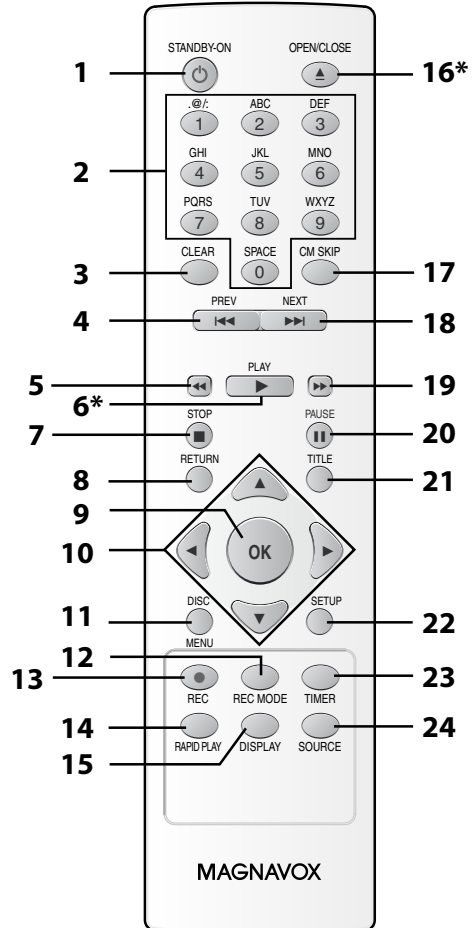 STANDBY-ON OPEN/CLOSE
1 16*
.@/: ABC DEF
1 2 3
GHI JKL MNO
2 4 5 6
PQRS TUV WXYZ
7 8 9
CLEAR SPACE CM SKIP
3 0 17
PREV NEXT
4 18
PLAY
5 19
6*
STOP PAUSE
7 20
RETURN TITLE
8 21
9
10 OK
DISC SETUP
11 22
MENU
12
13 23
REC REC MODE TIMER
14 24
RAPID PLAY DISPLAY SOURCE
15
MAGNAVOX